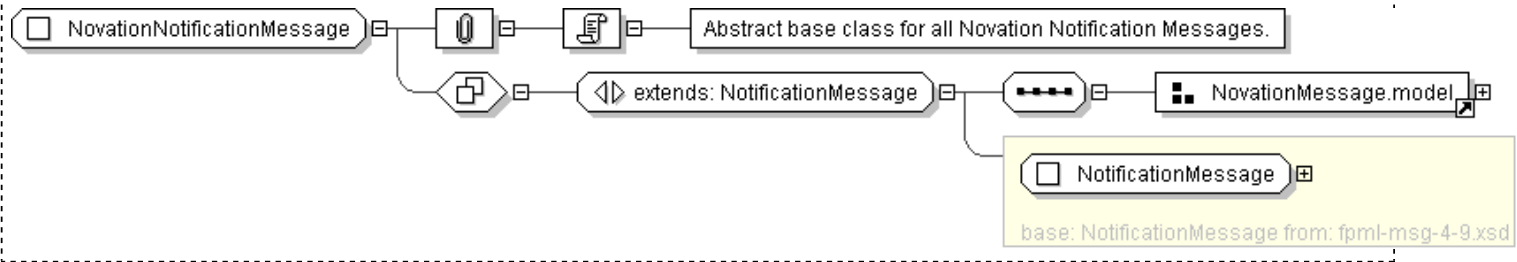 NovationNotificationMessage
Abstract base class for all Novation Notification Messages.
extends: NotificationMessage
NovationMessage.model
NotificationMessage
base: NotificationMessage from: fpml-msg-4-9.xsd